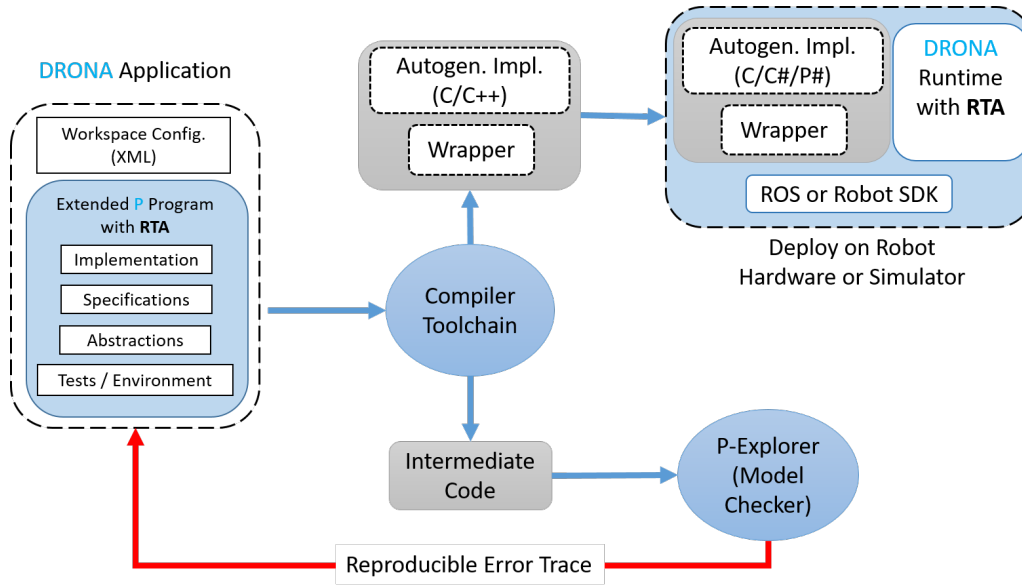 DRONA Application
Workspace Config.
(XML)
Extended P Program
with RTA
Implementation
Specifications
Abstractions
Tests / Environment
Autogen. Impl.
(C/C++)
Wrapper
Compiler
Toolchain
Intermediate
Code
P-Explorer
(Model
Checker)
Reproducible Error Trace
Autogen. Impl.
(C/C#/P#)
Wrapper
DRONA
Runtime
with RTA
ROS or Robot SDK
Deploy on Robot
Hardware or Simulator